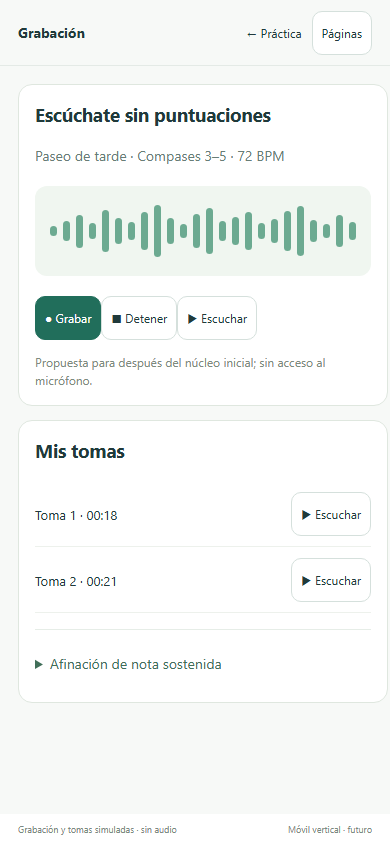 Grabación
← Práctica
Páginas
Escúchate sin puntuaciones
Paseo de tarde · Compases 3–5 · 72 BPM
● Grabar
■ Detener
▶ Escuchar
Propuesta para después del núcleo inicial; sin acceso al
micrófono.
Mis tomas
Toma 1 · 00:18
▶ Escuchar
Toma 2 · 00:21
▶ Escuchar
▶ Afinación de nota sostenida
Grabación y tomas simuladas · sin audio
Móvil vertical · futuro